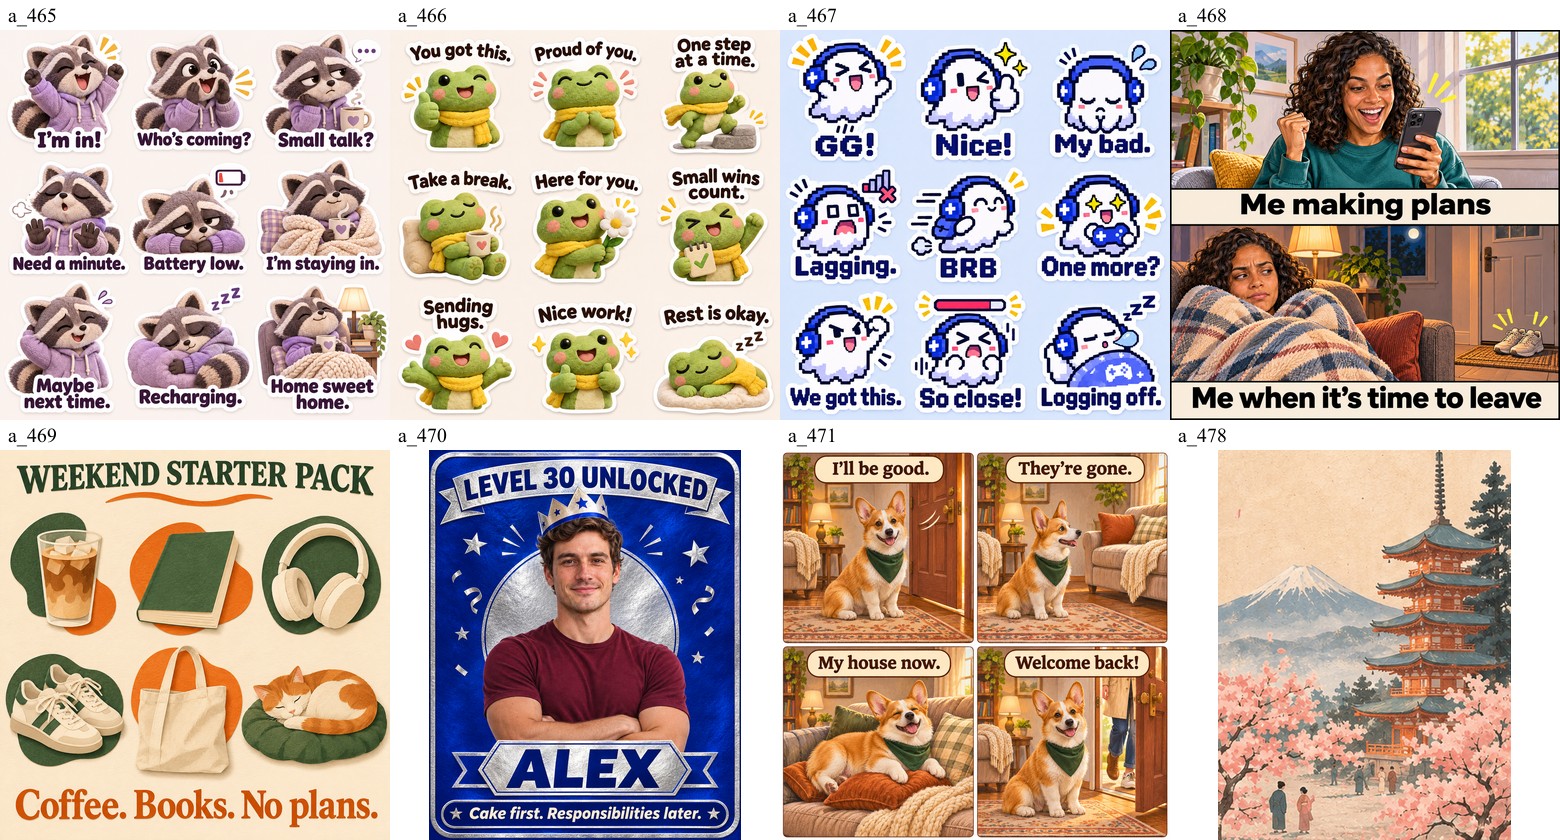 a_465
a_466
a_467
a_468
I'm in!
Who's coming?
Small talk?
Need a minute.
Battery low.
I'm staying in.
zzz
Maybe
next time.
Recharging.
Home sweet
home.
You got this.
Proud of you.
One step
at a time.
Take a break.
Here for you.
Small wins
count.
Sending
hugs.
Nice work!
Rest is okay.
zzz
GG!
Nice!
My bad.
Lagging.
BRB
One more?
zzZ
We got this.
So close!
Logging off.
Me making plans
Me when it's time to leave
a_469
a_470
a_471
a_478
WEEKEND STARTER PACK
Coffee. Books. No plans.
LEVEL 30 UNLOCKED
ALEX
Cake first. Responsibilities later.
I'll be good.
They're gone.
My house now.
Welcome back!